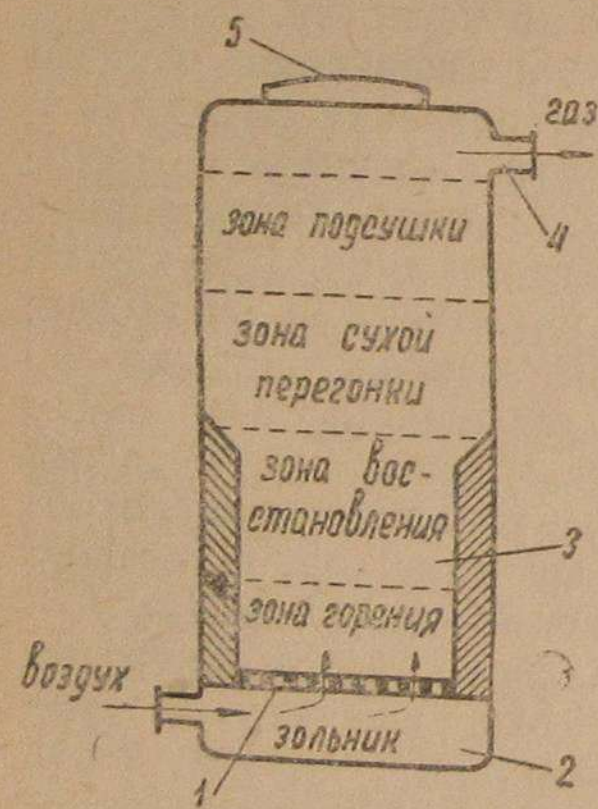 5
газ
4
зона подсушки
зона сухой
перегонки
зона вос-
становления
3
зона горения
воздух
зольник
2
1